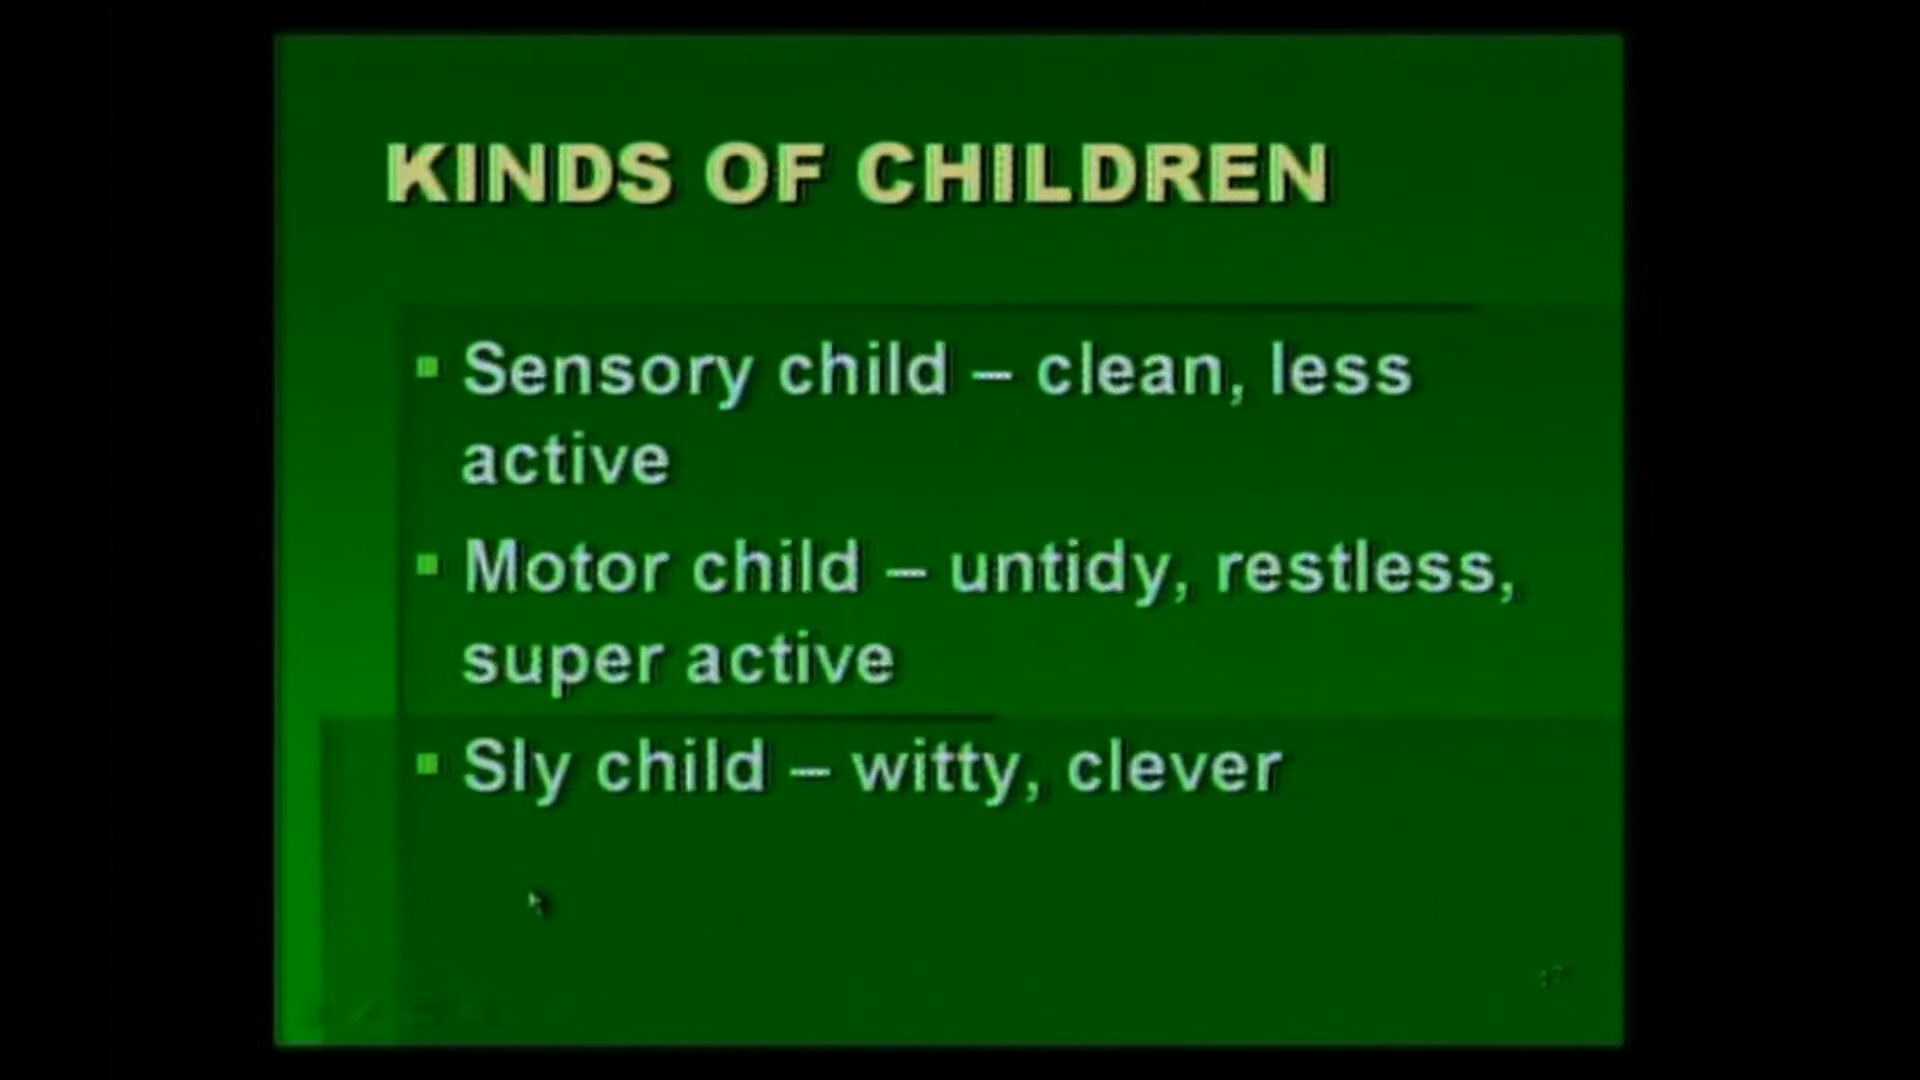 KINDS OF CHILDREN
▪ Sensory child – clean, less
active
▪ Motor child – untidy, restless,
super active
▪ Sly child – witty, clever